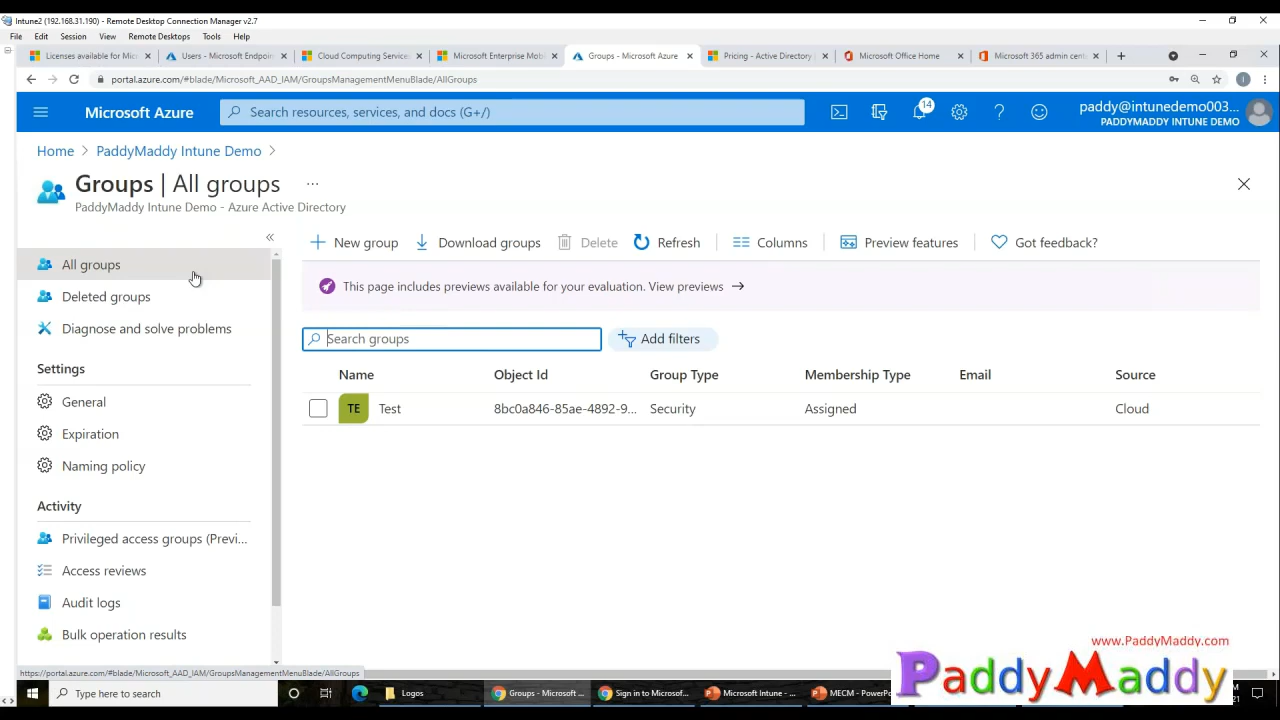 Intune2 (192.168.31.190) - Remote Desktop Connection Manager v2.7
File Edit Session View Remote Desktops Tools Help
Licenses available for Micr Users - Microsoft Endpoin Cloud Computing Service Microsoft Enterprise Mobi Groups - Microsoft Azure Pricing - Active Directory Microsoft Office Home Microsoft 365 admin cent
portal.azure.com/#blade/Microsoft_AAD_IAM/GroupsManagementMenuBlade/AllGroups
Microsoft Azure Search resources, services, and docs (G+/) 14 paddy@intunedemo003...
PADDYMADDY INTUNE DEMO
Home > PaddyMaddy Intune Demo >
Groups | All groups ...
PaddyMaddy Intune Demo - Azure Active Directory
New group Download groups Delete Refresh Columns Preview features Got feedback?
All groups
This page includes previews available for your evaluation. View previews →
Deleted groups
Diagnose and solve problems
Search groups Add filters
Settings
Name Object Id Group Type Membership Type Email Source
General
TE Test 8bc0a846-85ae-4892-9... Security Assigned Cloud
Expiration
Naming policy
Activity
Privileged access groups (Previ...
Access reviews
Audit logs
Bulk operation results
www.PaddyMaddy.com
PaddyMaddy
https://portal.azure.com/#blade/Microsoft_AAD_IAM/GroupsManagementMenuBlade/AllGroups
Type here to search Logos Groups - Microsoft ... Sign in to Microsof... Microsoft Intune - ... MECM - PowerPo